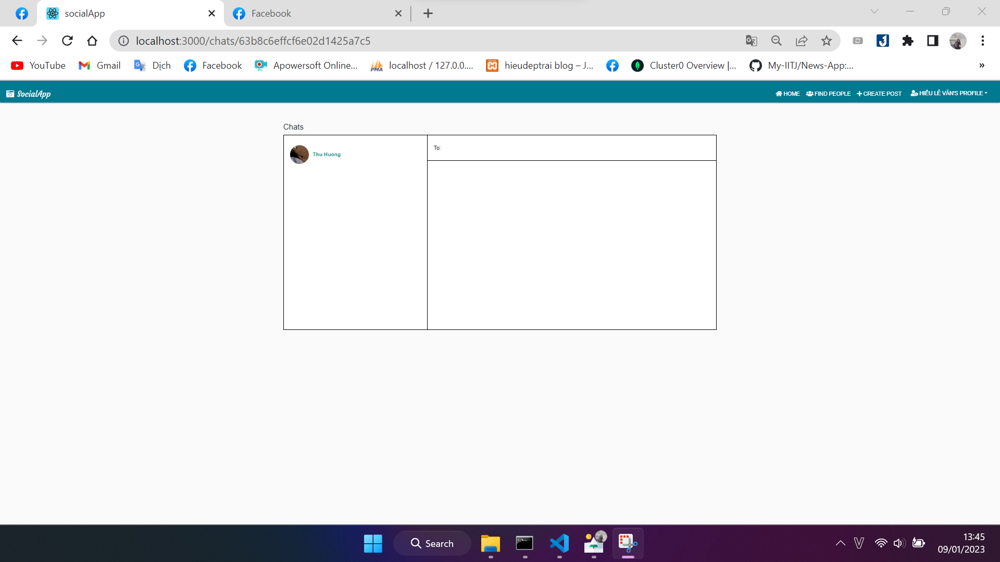 socialApp
Facebook
localhost:3000/chats/63b8c6effcf6e02d1425a7c5
YouTube
Gmail
Dịch
Facebook
Apowersoft Online...
localhost / 127.0.0....
hieudeptrai blog – J...
Cluster0 Overview |...
My-IITJ/News-App:...
»
SocialApp
HOME
FIND PEOPLE
CREATE POST
HIẾU LÊ VĂN'S PROFILE
Chats
Thu Huong
To:
Search
13:45
09/01/2023